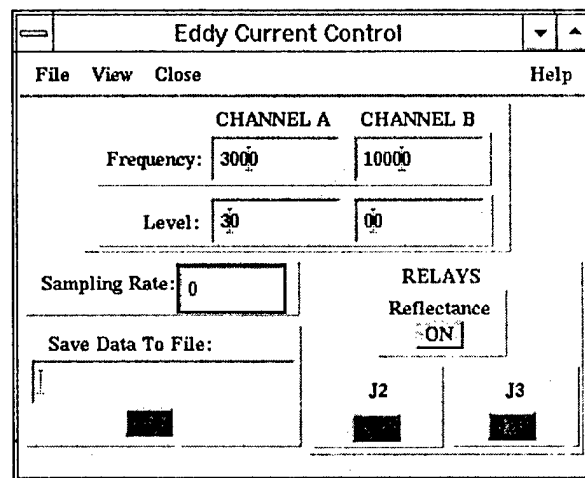 Eddy Current Control
File View Close Help
CHANNEL A CHANNEL B
Frequency: 3000 10000
Level: 30 00
Sampling Rate: 0
RELAYS
Reflectance
ON
Save Data To File:
J2 J3